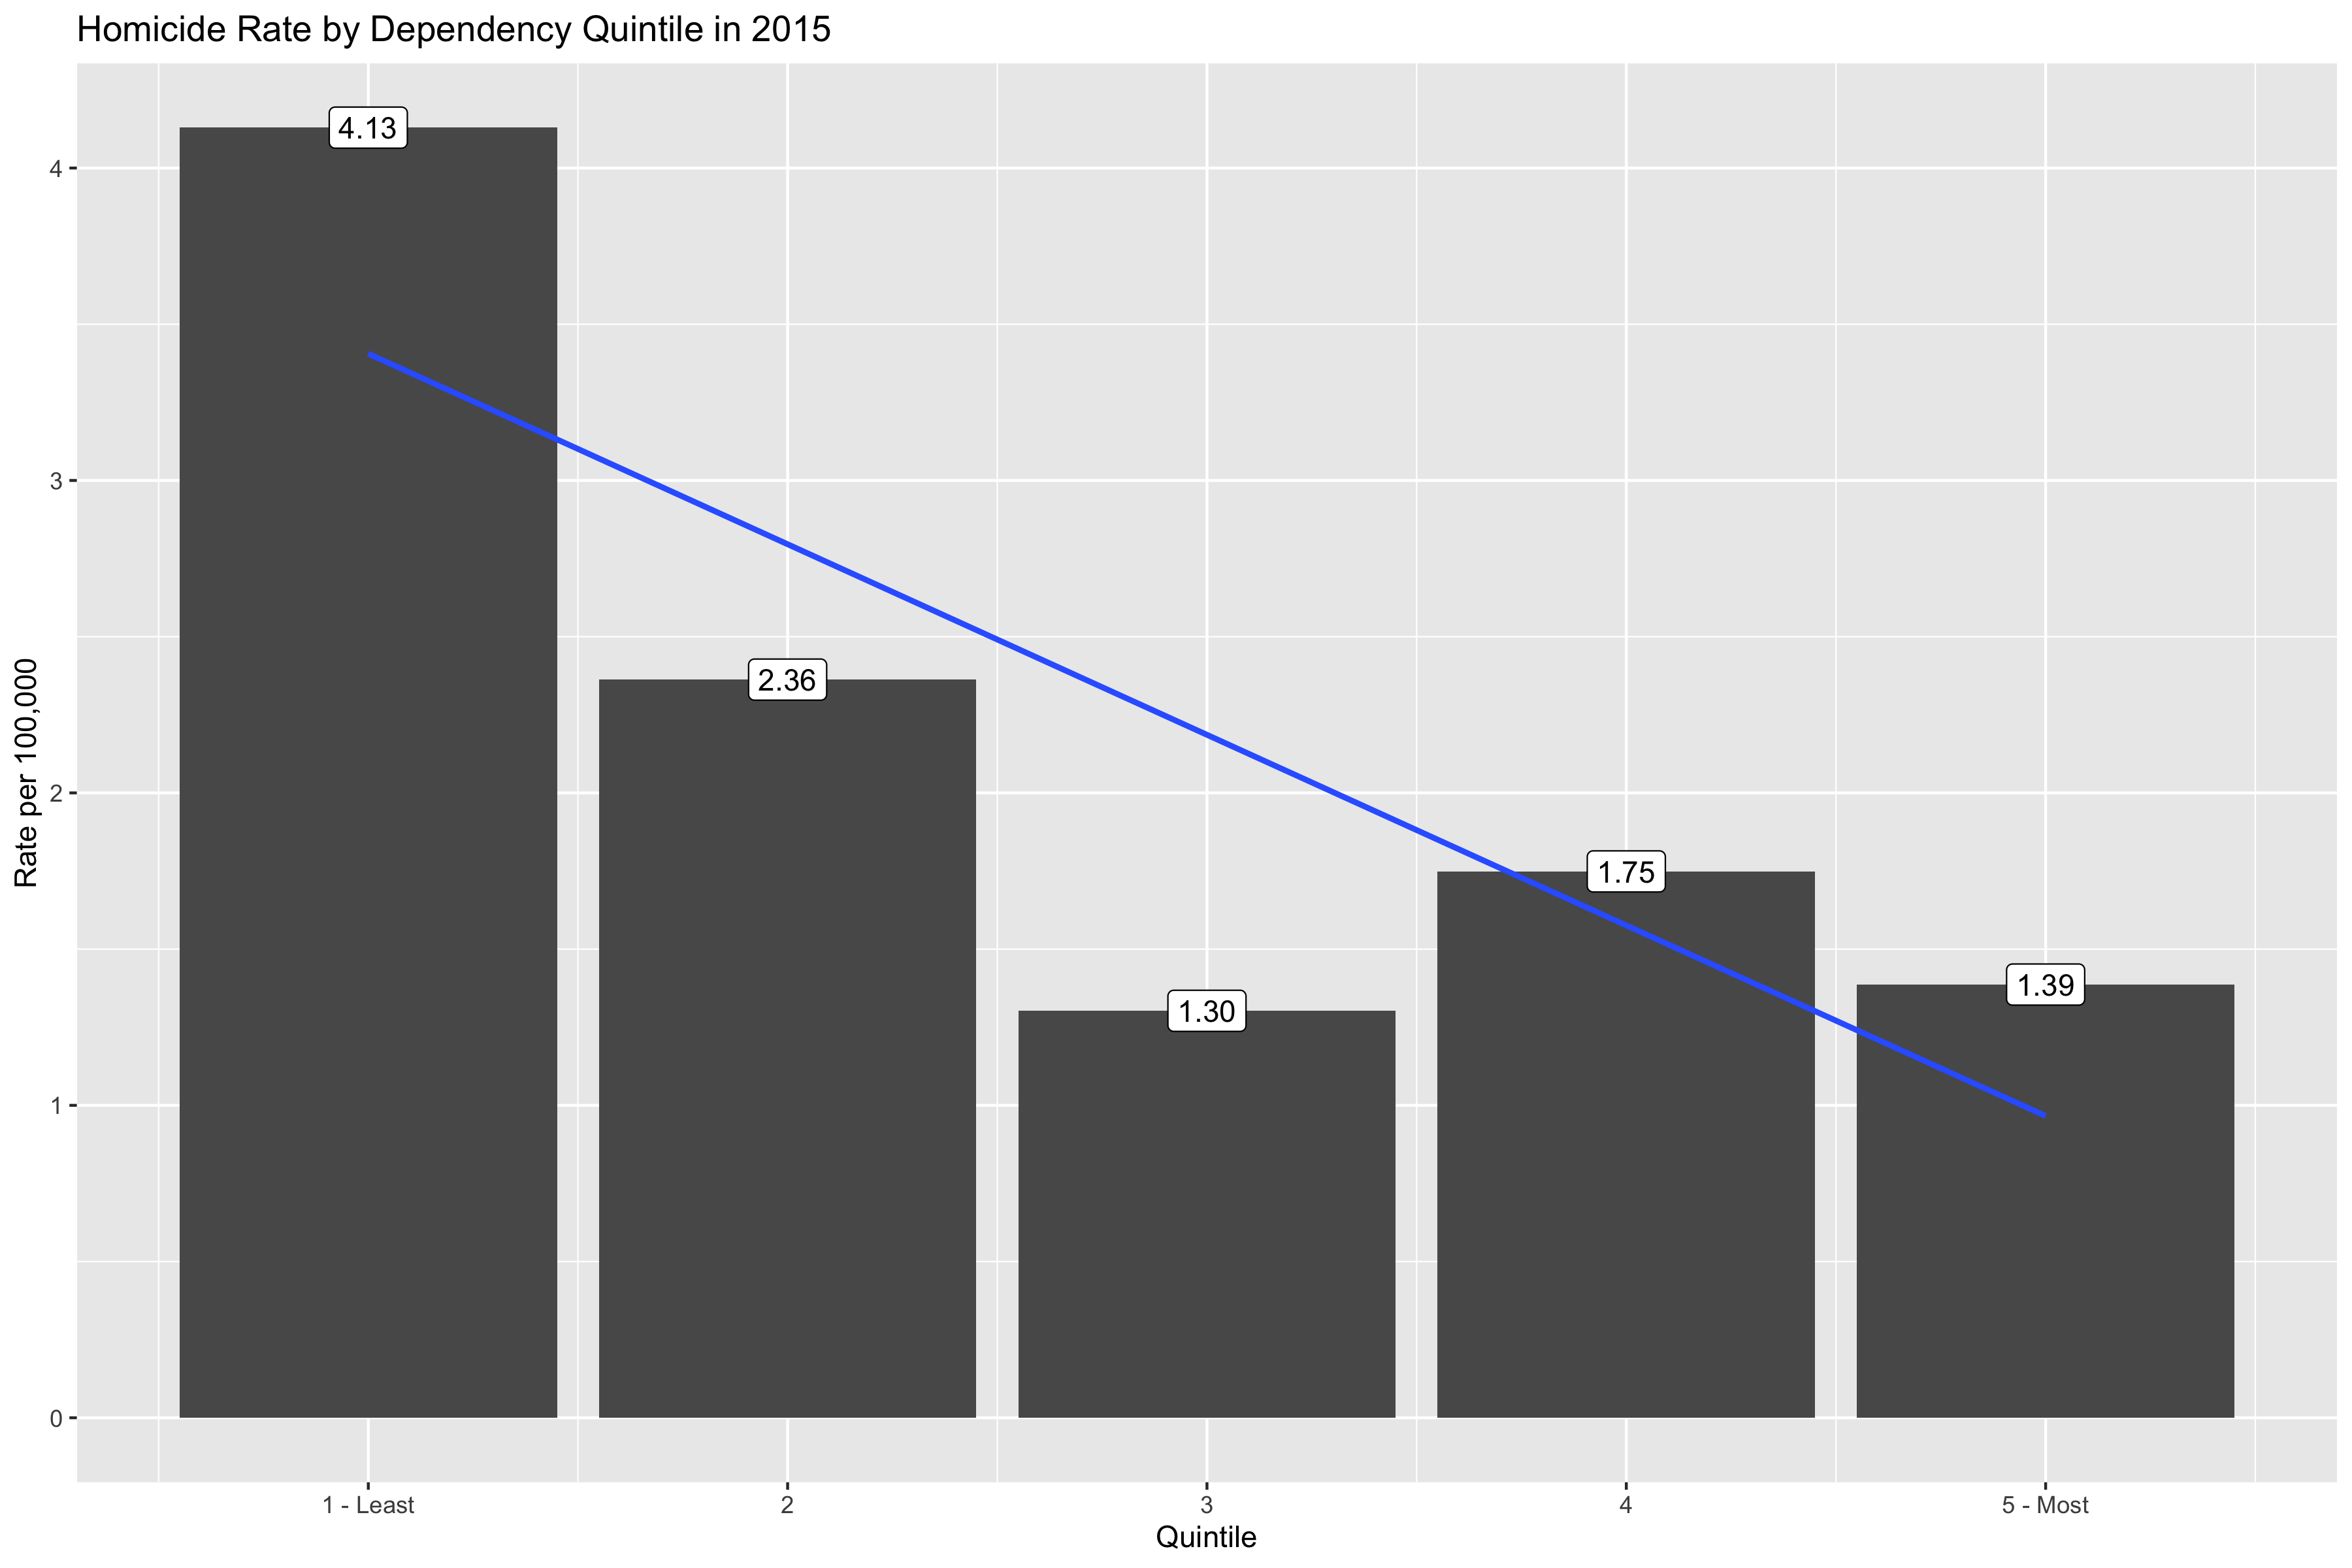 Homicide Rate by Dependency Quintile in 2015
4.13
4
3
2.36
2
1.75
1.39
1.30
1
0
Rate per 100,000
1 - Least
2
3
4
5 - Most
Quintile